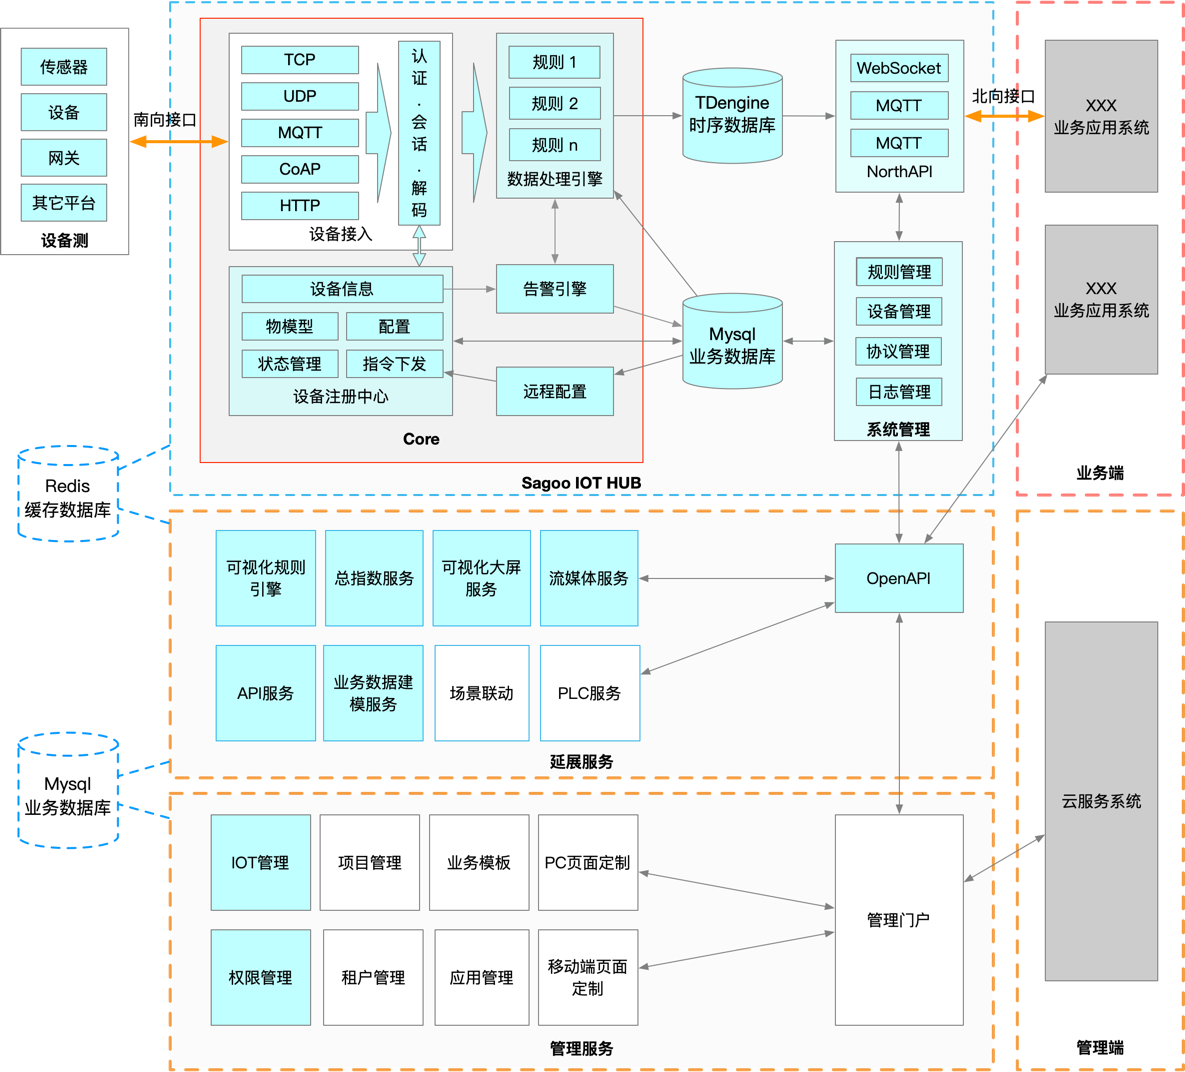 传感器
设备
网关
其它平台
设备测
南向接口
TCP
UDP
MQTT
CoAP
HTTP
设备接入
认
证
.
会
话
.
解
码
规则 1
规则 2
规则 n
数据处理引擎
设备信息
物模型
配置
状态管理
指令下发
设备注册中心
告警引擎
远程配置
Core
TDengine
时序数据库
Mysql
业务数据库
WebSocket
MQTT
MQTT
NorthAPI
规则管理
设备管理
协议管理
日志管理
系统管理
Sagoo IOT HUB
北向接口
XXX
业务应用系统
XXX
业务应用系统
业务端
Redis
缓存数据库
可视化规则
引擎
总指数服务
可视化大屏
服务
流媒体服务
OpenAPI
API服务
业务数据建
模服务
场景联动
PLC服务
延展服务
Mysql
业务数据库
IOT管理
项目管理
业务模板
PC页面定制
权限管理
租户管理
应用管理
移动端页面
定制
管理门户
管理服务
云服务系统
管理端